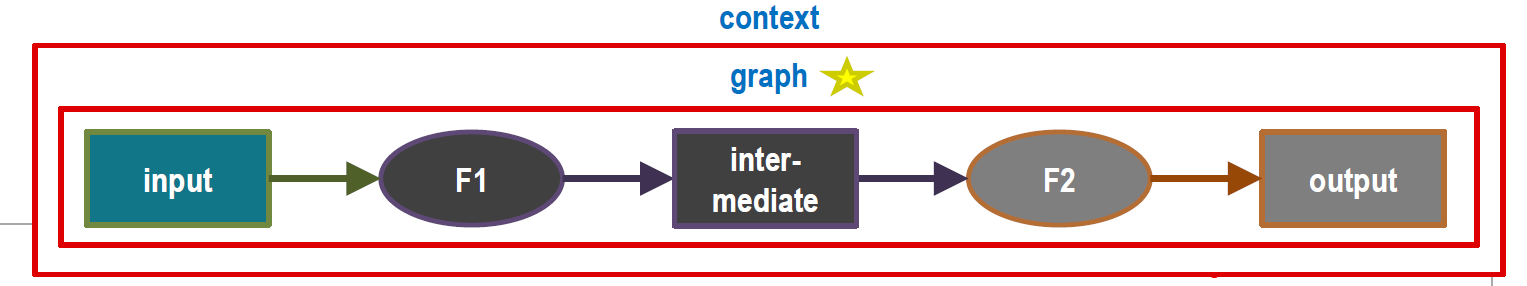 context
graph
input
F1
inter-
mediate
F2
output